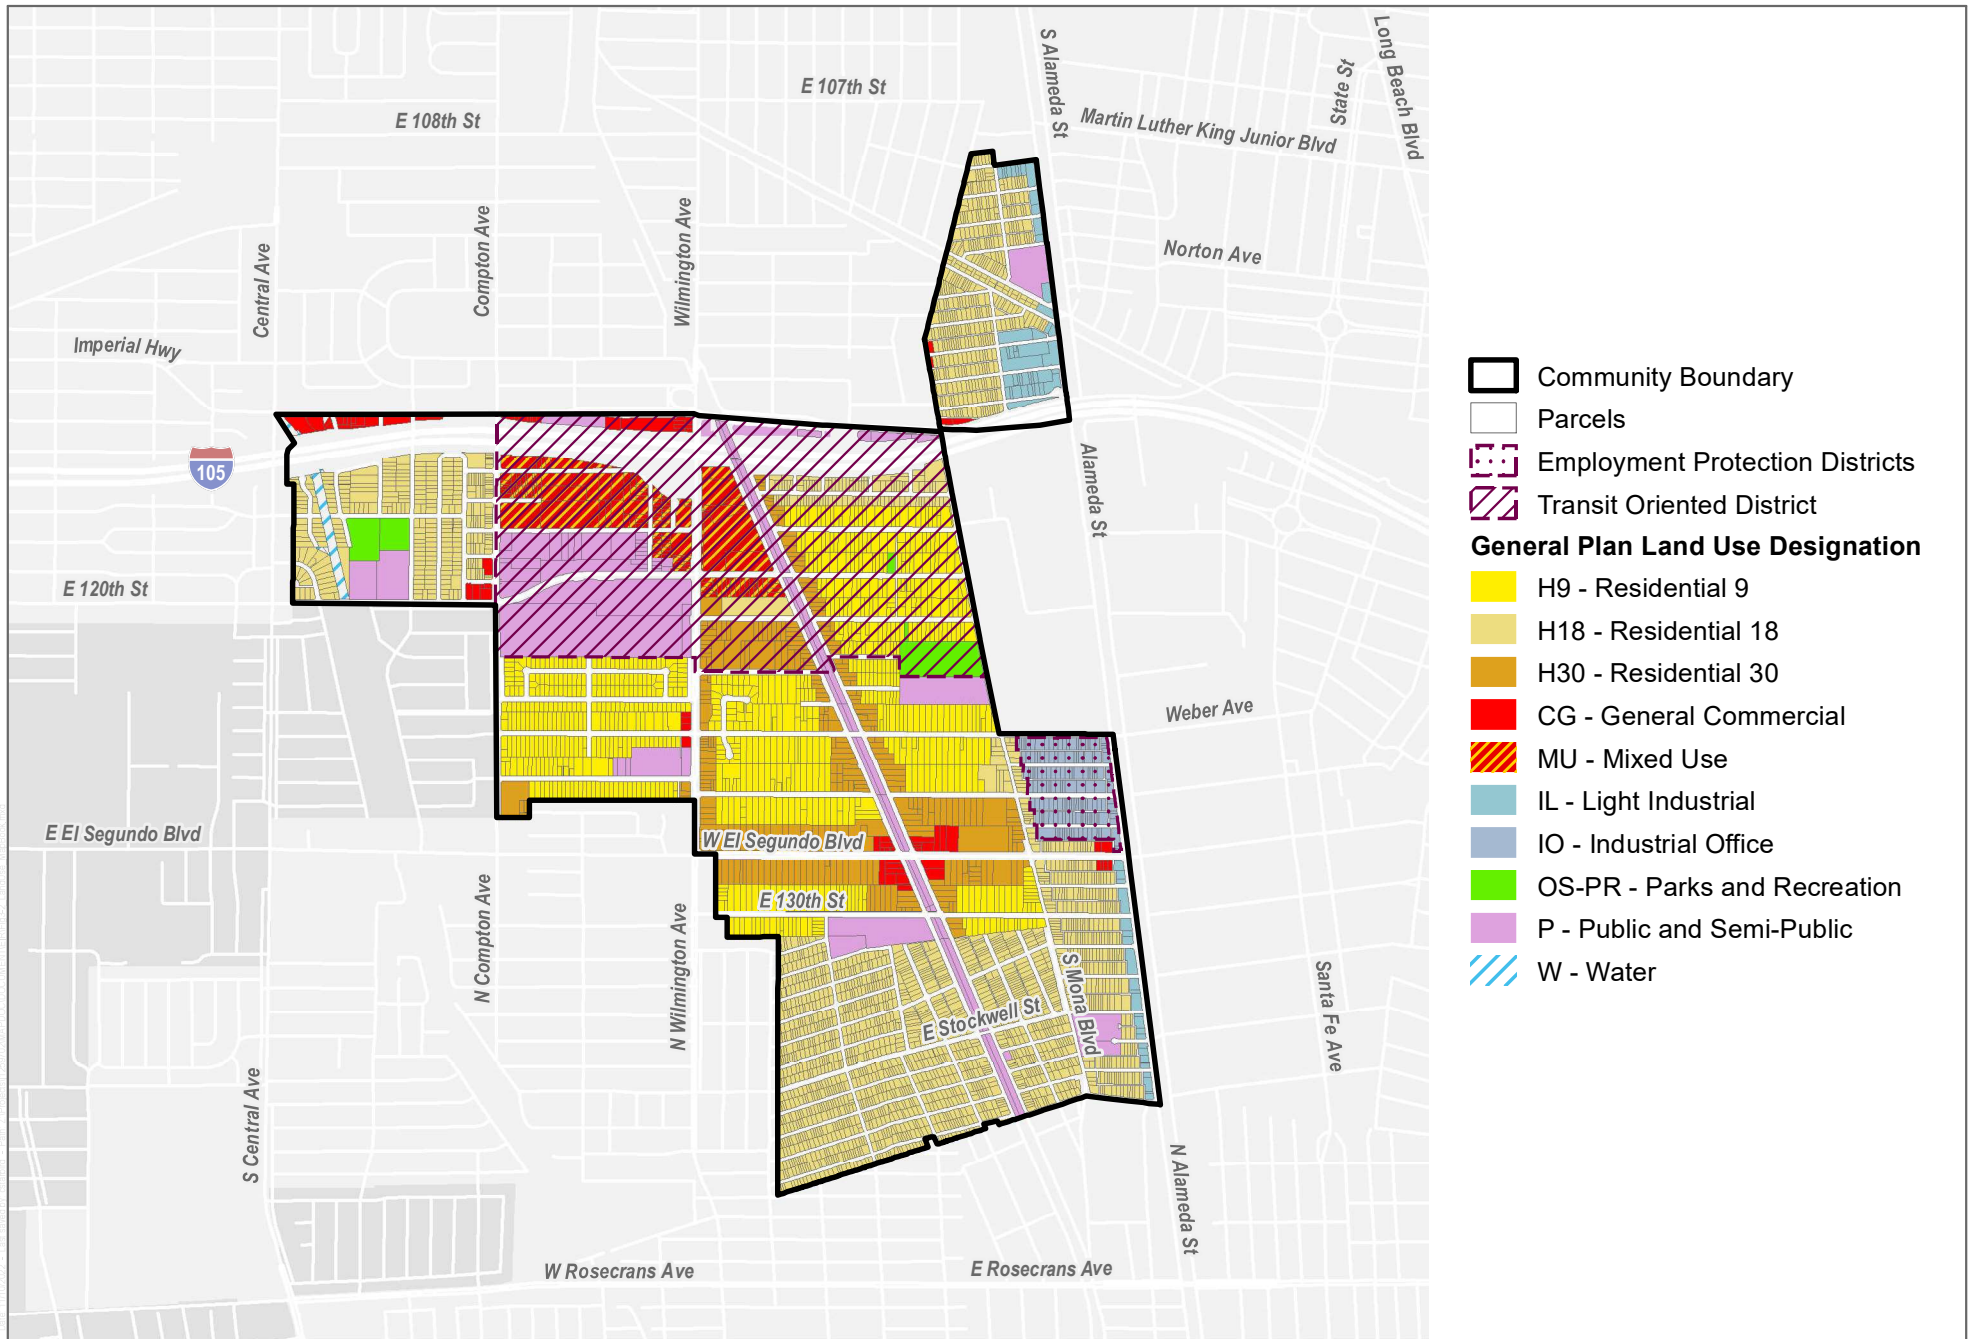 S Alameda St
Long Beach Blvd
State St
E 107th St
E 108th St
Martin Luther King Junior Blvd
Central Ave
Compton Ave
Wilmington Ave
Norton Ave
Imperial Hwy
105
Alameda St
E 120th St
Weber Ave
E El Segundo Blvd
W El Segundo Blvd
E 130th St
N Compton Ave
N Wilmington Ave
S Mona Blvd
E Stockwell St
Santa Fe Ave
S Central Ave
N Alameda St
W Rosecrans Ave
E Rosecrans Ave
Community Boundary
Parcels
Employment Protection Districts
Transit Oriented District
General Plan Land Use Designation
H9 - Residential 9
H18 - Residential 18
H30 - Residential 30
CG - General Commercial
MU - Mixed Use
IL - Light Industrial
IO - Industrial Office
OS-PR - Parks and Recreation
P - Public and Semi-Public
W - Water